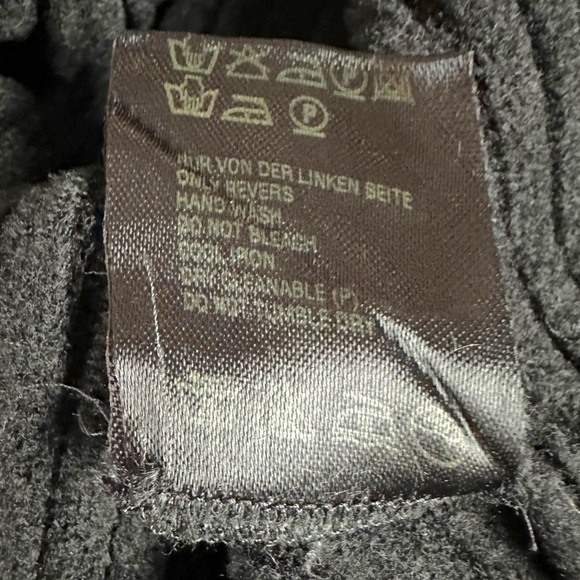 P
P
NUR VON DER LINKEN SEITE
ONLY REVERS
HAND WASH
DO NOT BLEACH
COOL IRON
DRY CLEANABLE (P)
DO NOT TUMBLE DRY